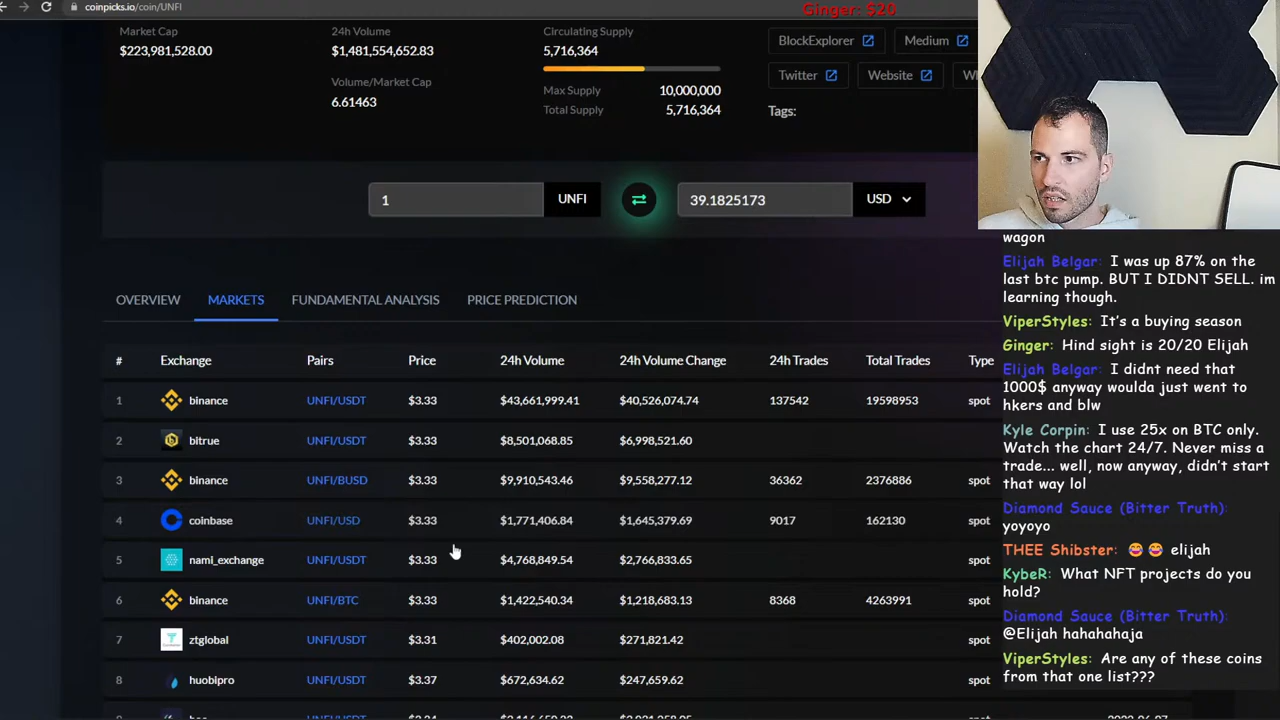 coinpicks.io/coin/UNFI
Ginger: $20
Market Cap
$223,981,528.00
24h Volume
$1,481,554,652.83
Volume/Market Cap
6.61463
Circulating Supply
5,716,364
Max Supply 10,000,000
Total Supply 5,716,364
BlockExplorer Medium
Twitter Website
Tags:
1 UNFI 39.1825173 USD
OVERVIEW MARKETS FUNDAMENTAL ANALYSIS PRICE PREDICTION
# Exchange Pairs Price 24h Volume 24h Volume Change 24h Trades Total Trades Type
1 binance UNFI/USDT $3.33 $43,661,999.41 $40,526,074.74 137542 19598953 spot
2 bitrue UNFI/USDT $3.33 $8,501,068.85 $6,998,521.60 spot
3 binance UNFI/BUSD $3.33 $9,910,543.46 $9,558,277.12 36362 2376886 spot
4 coinbase UNFI/USD $3.33 $1,771,406.84 $1,645,379.69 9017 162130 spot
5 nami_exchange UNFI/USDT $3.33 $4,768,849.54 $2,766,833.65 spot
6 binance UNFI/BTC $3.33 $1,422,540.34 $1,218,683.13 8368 4263991 spot
7 ztglobal UNFI/USDT $3.31 $402,002.08 $271,821.42 spot
8 huobipro UNFI/USDT $3.37 $672,634.62 $247,659.62 spot
wagon
Elijah Belgar: I was up 87% on the
last btc pump. BUT I DIDNT SELL. im
learning though.
ViperStyles: It's a buying season
Ginger: Hind sight is 20/20 Elijah
Elijah Belgar: I didnt need that
1000$ anyway woulda just went to
hkers and blw
Kyle Corpin: I use 25x on BTC only.
Watch the chart 24/7. Never miss a
trade... well, now anyway, didn't start
that way lol
Diamond Sauce (Bitter Truth):
yoyoyo
THEE Shibster: 😂 😂 elijah
KybeR: What NFT projects do you
hold?
Diamond Sauce (Bitter Truth):
@Elijah hahahahaja
ViperStyles: Are any of these coins
from that one list???